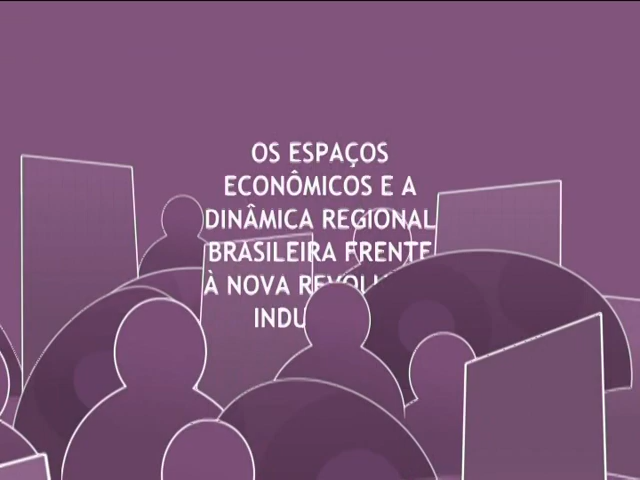 OS ESPAÇOS
ECONÔMICOS E A
DINÂMICA REGIONAL
BRASILEIRA FRENTE
À NOVA